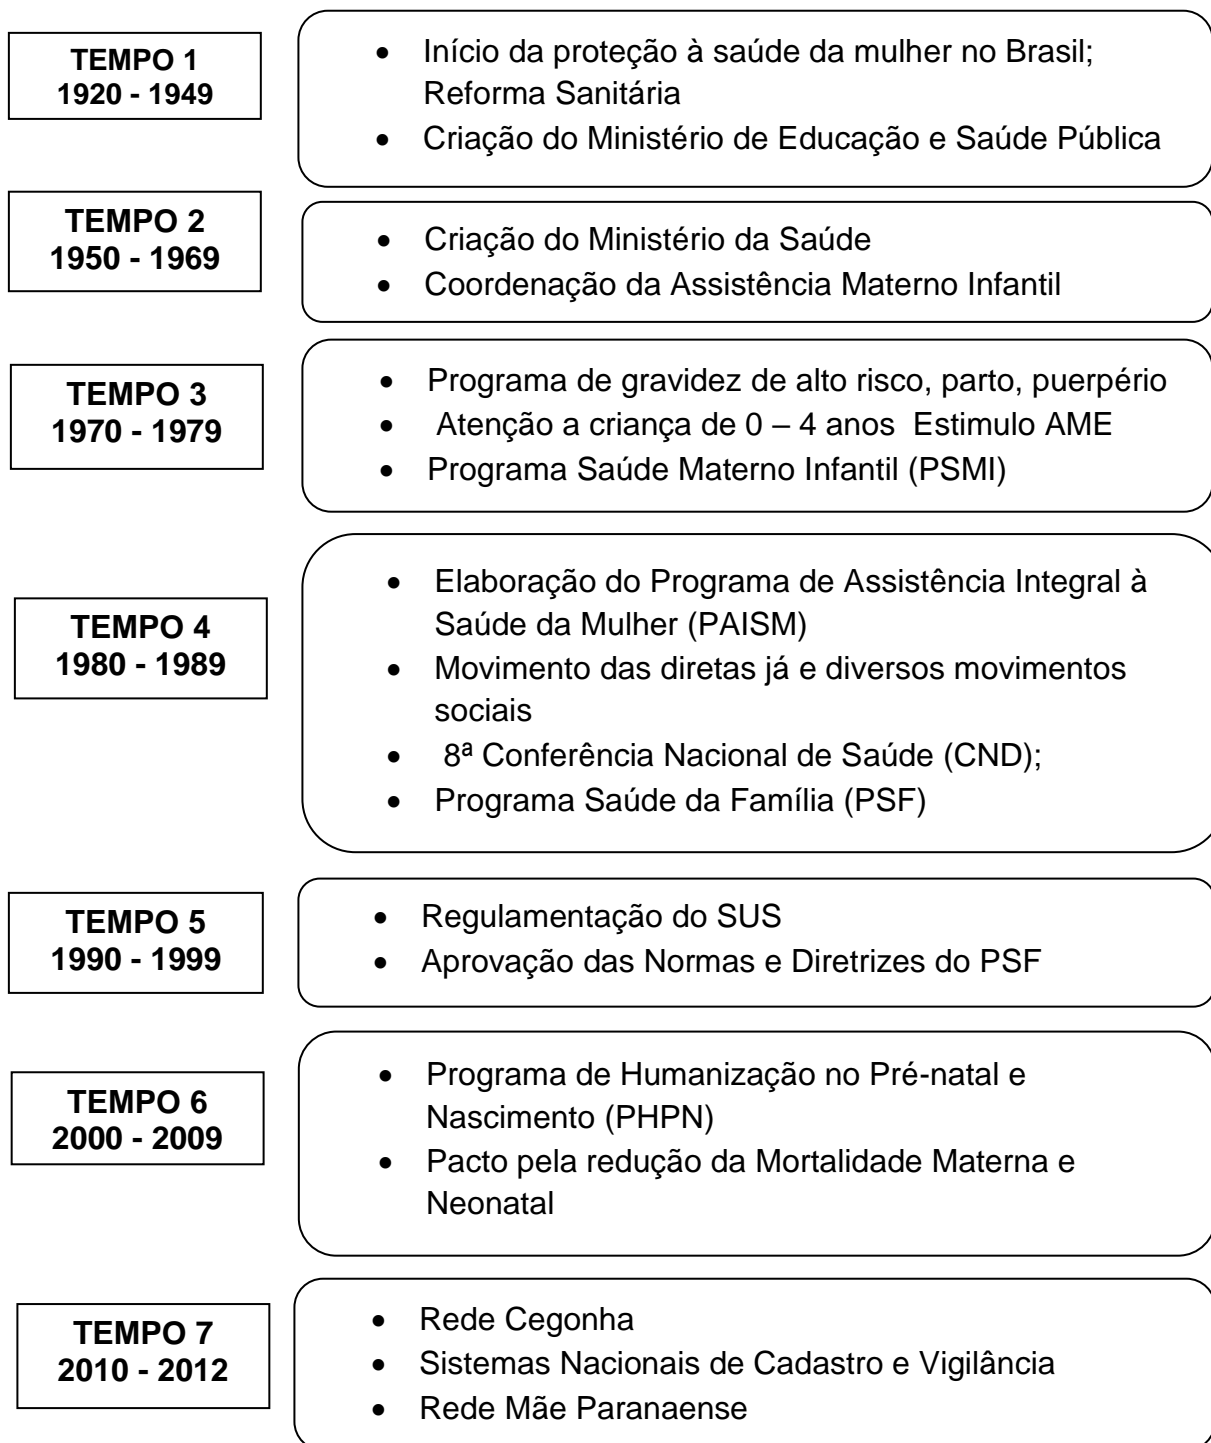 TEMPO 1
1920 - 1949
• Início da proteção à saúde da mulher no Brasil;
Reforma Sanitária
• Criação do Ministério de Educação e Saúde Pública
TEMPO 2
1950 - 1969
• Criação do Ministério da Saúde
• Coordenação da Assistência Materno Infantil
TEMPO 3
1970 - 1979
• Programa de gravidez de alto risco, parto, puerpério
• Atenção a criança de 0 – 4 anos  Estimulo AME
• Programa Saúde Materno Infantil (PSMI)
TEMPO 4
1980 - 1989
• Elaboração do Programa de Assistência Integral à
Saúde da Mulher (PAISM)
• Movimento das diretas já e diversos movimentos
sociais
• 8ª Conferência Nacional de Saúde (CND);
• Programa Saúde da Família (PSF)
TEMPO 5
1990 - 1999
• Regulamentação do SUS
• Aprovação das Normas e Diretrizes do PSF
TEMPO 6
2000 - 2009
• Programa de Humanização no Pré-natal e
Nascimento (PHPN)
• Pacto pela redução da Mortalidade Materna e
Neonatal
TEMPO 7
2010 - 2012
• Rede Cegonha
• Sistemas Nacionais de Cadastro e Vigilância
• Rede Mãe Paranaense